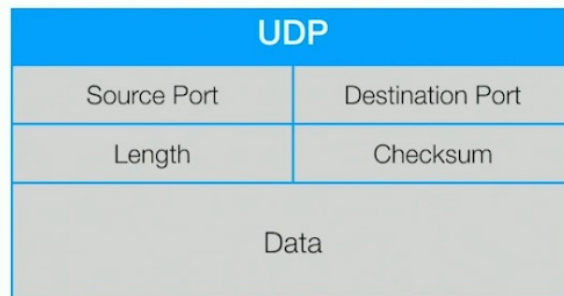 UDP
Source Port Destination Port
Length Checksum
Data